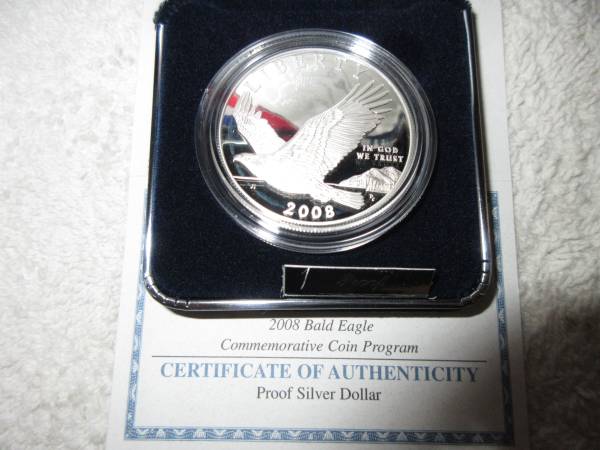 LIBERTY
IN GOD
WE TRUST
2008
2008 Bald Eagle
Commemorative Coin Program
CERTIFICATE OF AUTHENTICITY
Proof Silver Dollar